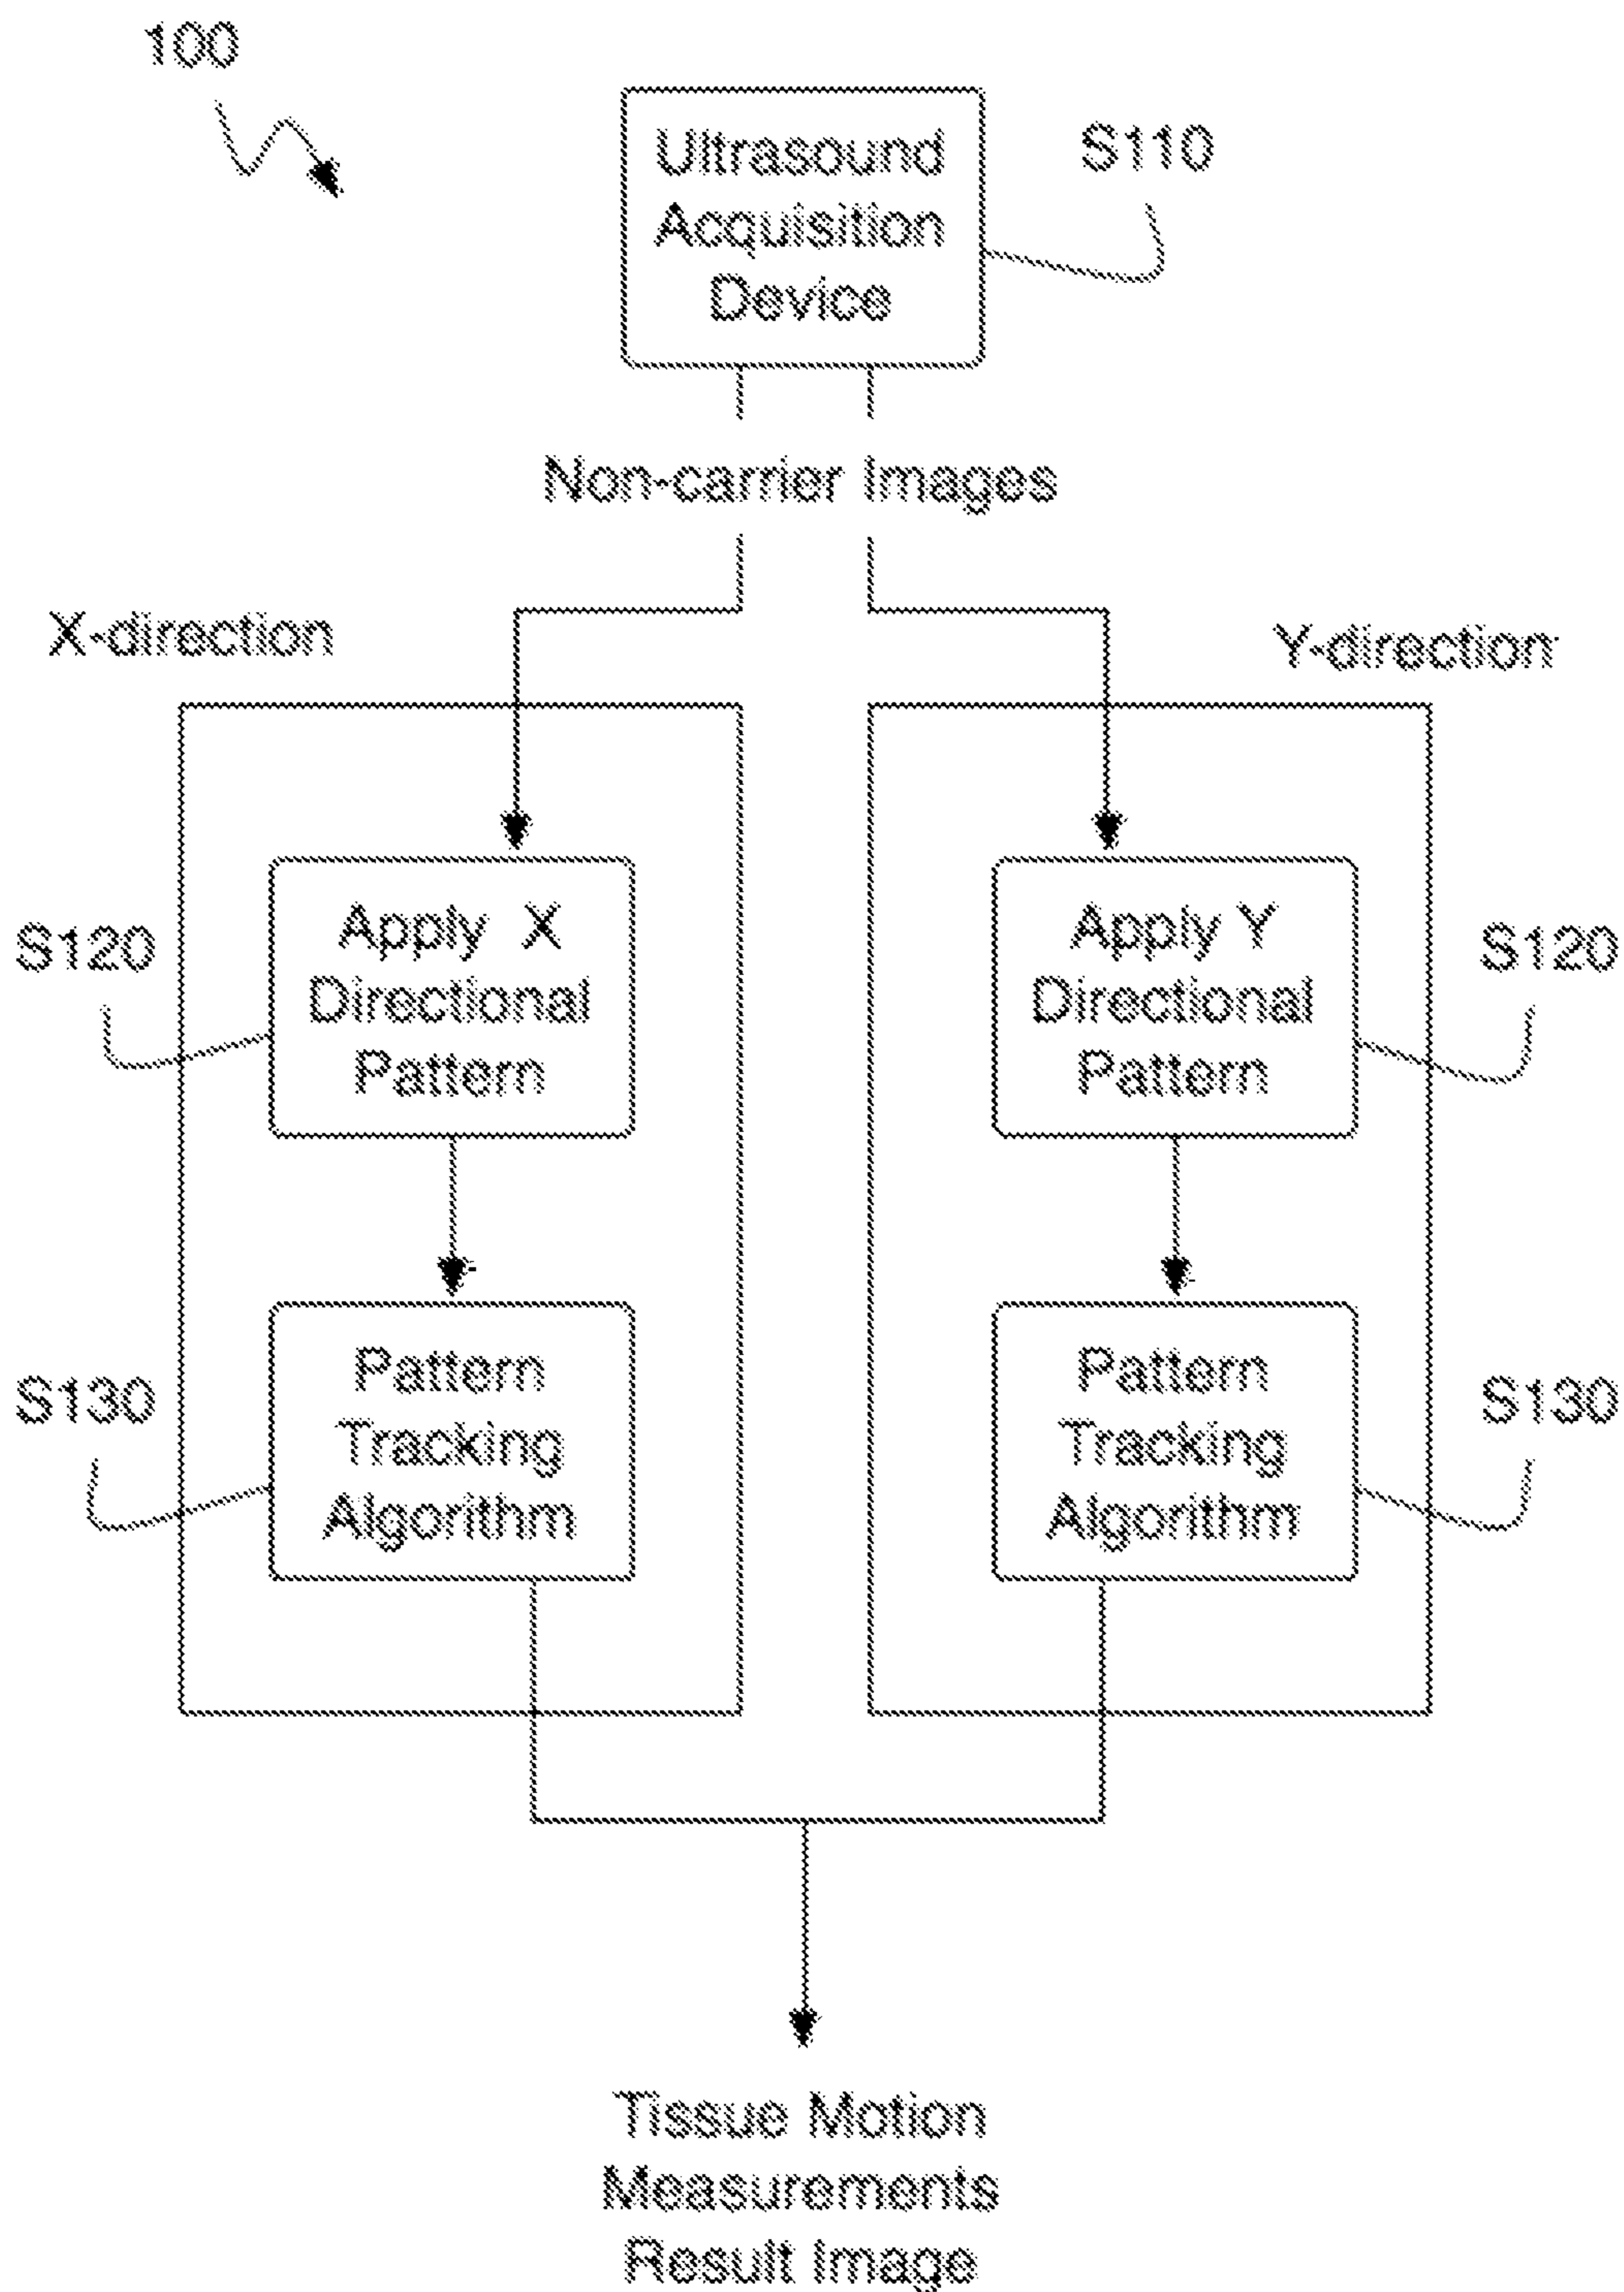 100
Ultrasound
Acquisition
Device
S110
Non-carrier Images
X-direction
Y-direction
S120
Apply X
Directional
Pattern
Apply Y
Directional
Pattern
S120
S130
Pattern
Tracking
Algorithm
Pattern
Tracking
Algorithm
S130
Tissue Motion
Measurements
Result Image